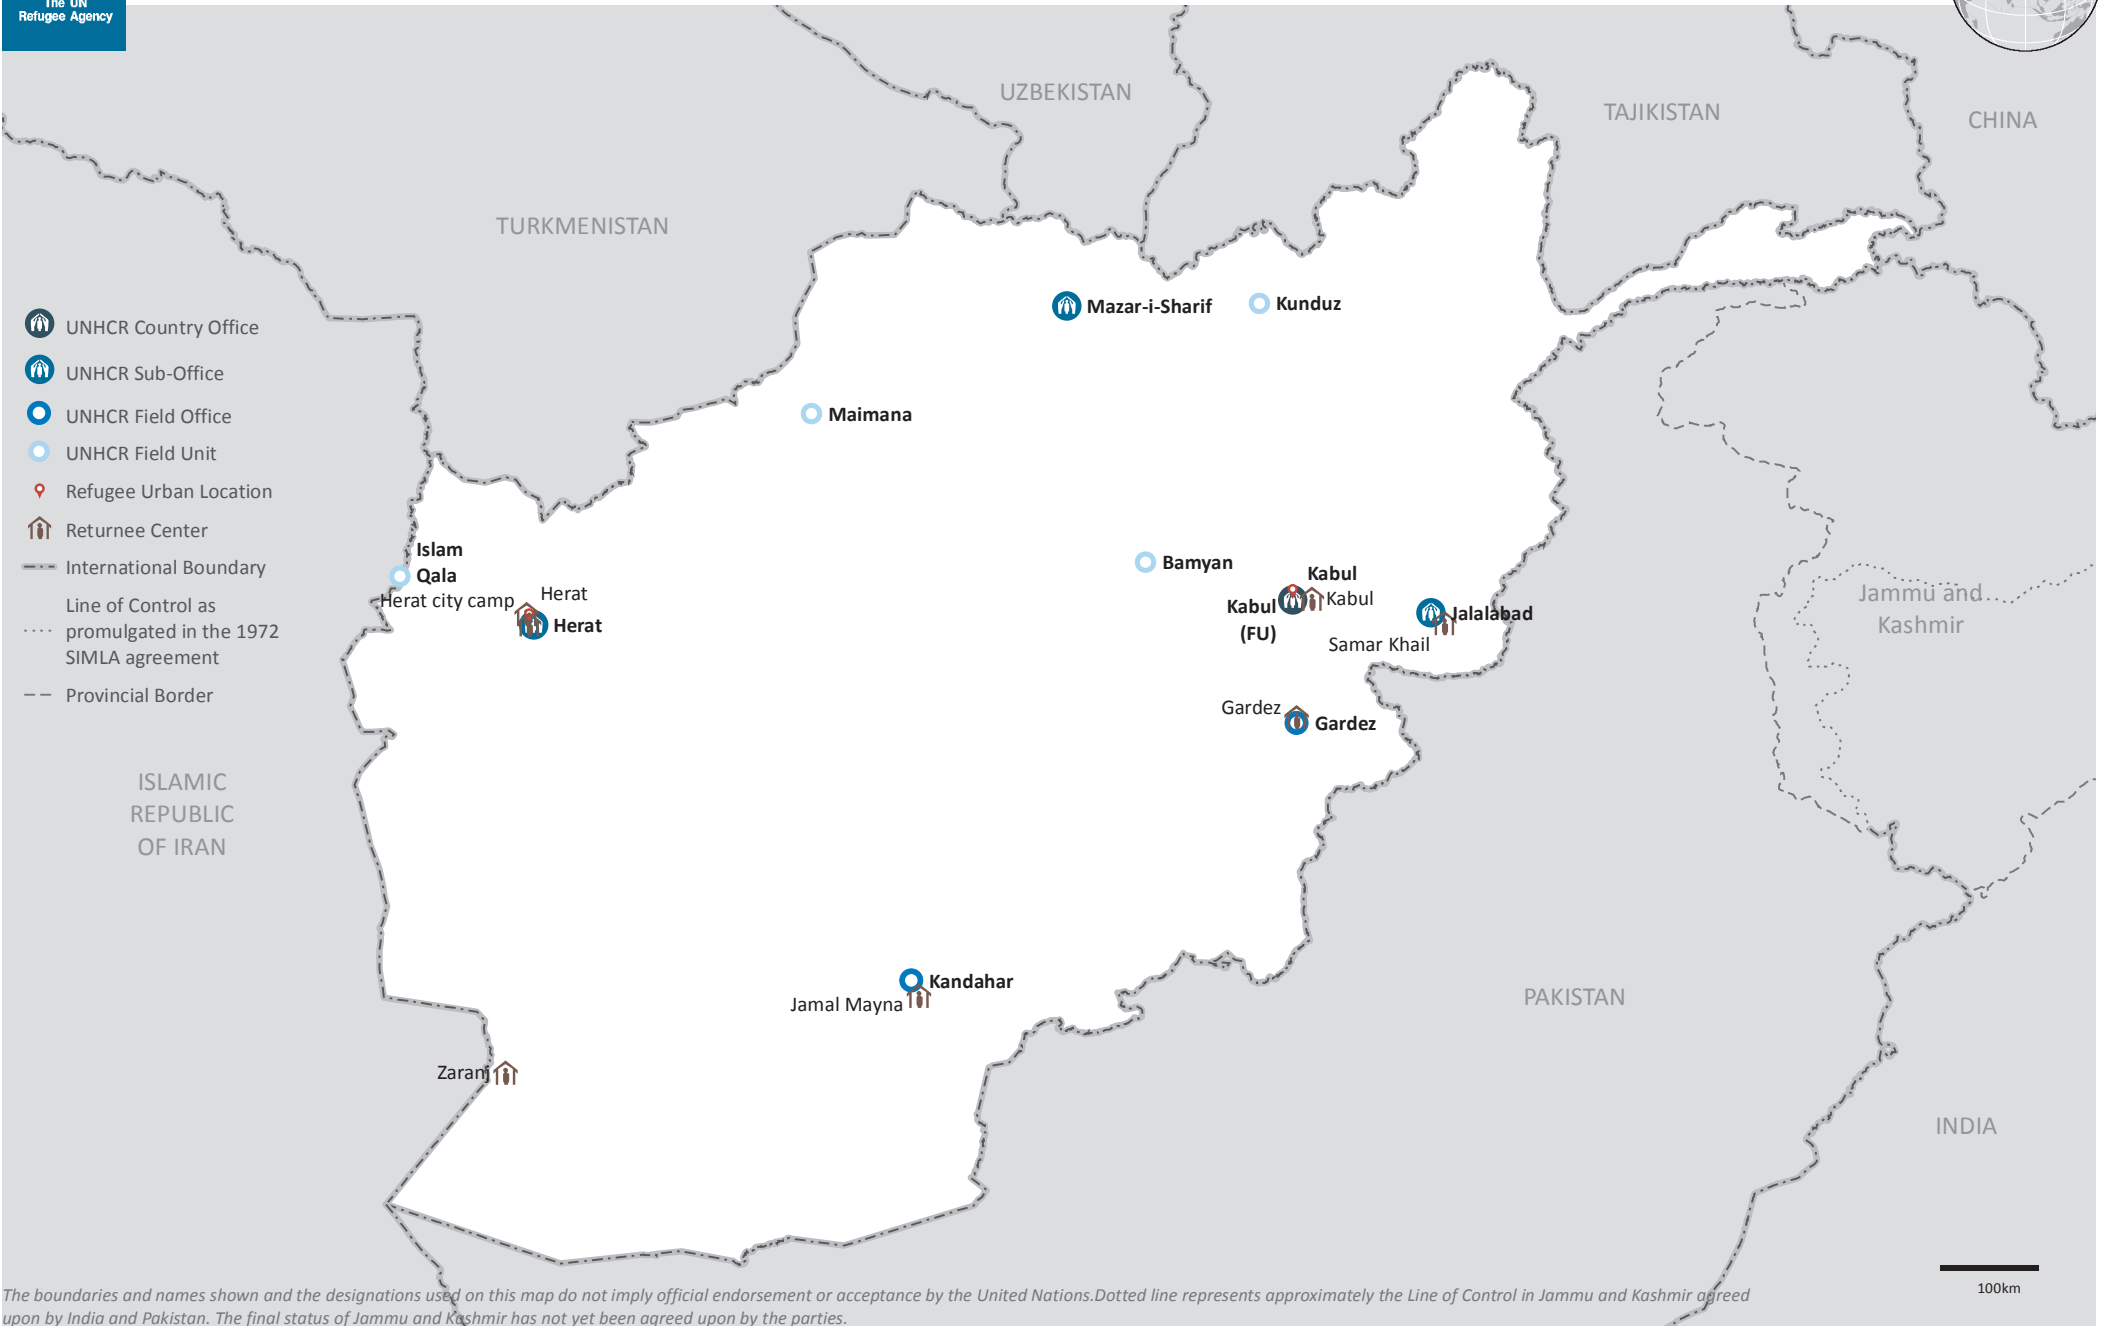 The UN
Refugee Agency
UZBEKISTAN
TAJIKISTAN
CHINA
TURKMENISTAN
UNHCR Country Office
UNHCR Sub-Office
UNHCR Field Office
UNHCR Field Unit
Refugee Urban Location
Returnee Center
International Boundary
Line of Control as
promulgated in the 1972
SIMLA agreement
Provincial Border
Mazar-i-Sharif
Kunduz
Maimana
Islam
Qala
Herat city camp
Herat
Herat
Bamyan
Kabul
Kabul
Kabul
(FU)
Jalalabad
Samar Khail
Jammu and
Kashmir
Gardez
Gardez
ISLAMIC
REPUBLIC
OF IRAN
Kandahar
Jamal Mayna
PAKISTAN
Zaranj
INDIA
100km
The boundaries and names shown and the designations used on this map do not imply official endorsement or acceptance by the United Nations.Dotted line represents approximately the Line of Control in Jammu and Kashmir agreed
upon by India and Pakistan. The final status of Jammu and Kashmir has not yet been agreed upon by the parties.